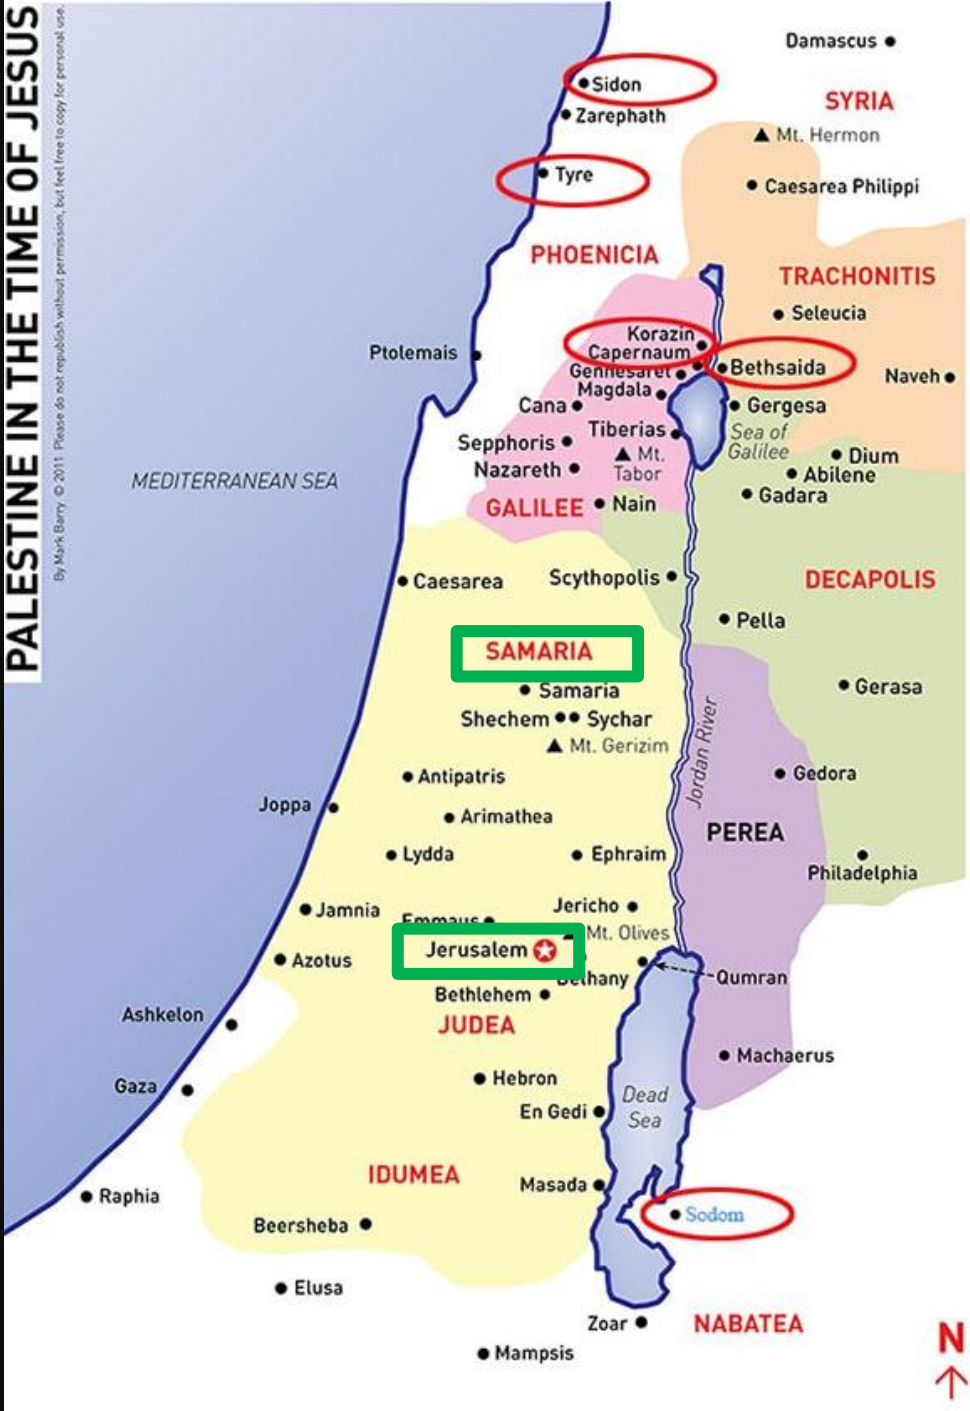 PALESTINE IN THE TIME OF JESUS
By Mark Barry © 2011 Please do not republish without permission, but feel free to copy for personal use.
Damascus
Sidon
SYRIA
Zarephath
Mt. Hermon
Tyre
Caesarea Philippi
PHOENICIA
TRACHONITIS
Seleucia
Korazin
Ptolemais
Capernaum
Bethsaida
Gennesaret
Naveh
Magdala
Cana
Gergesa
Tiberias
Sea of
Galilee
Sepphoris
Mt.
Tabor
Dium
Nazareth
Abilene
MEDITERRANEAN SEA
Gadara
GALILEE
Nain
Caesarea
Scythopolis
DECAPOLIS
Pella
SAMARIA
Samaria
Gerasa
Shechem
Sychar
Mt. Gerizim
Jordan River
Antipatris
Gedora
Joppa
Arimathea
PEREA
Lydda
Ephraim
Philadelphia
Jamnia
Jericho
Emmaus
Mt. Olives
Jerusalem
Azotus
Bethany
Qumran
Bethlehem
Ashkelon
JUDEA
Machaerus
Hebron
Gaza
Dead
Sea
En Gedi
IDUMEA
Masada
Raphia
Sodom
Beersheba
Elusa
Zoar
NABATEA
Mampsis
N